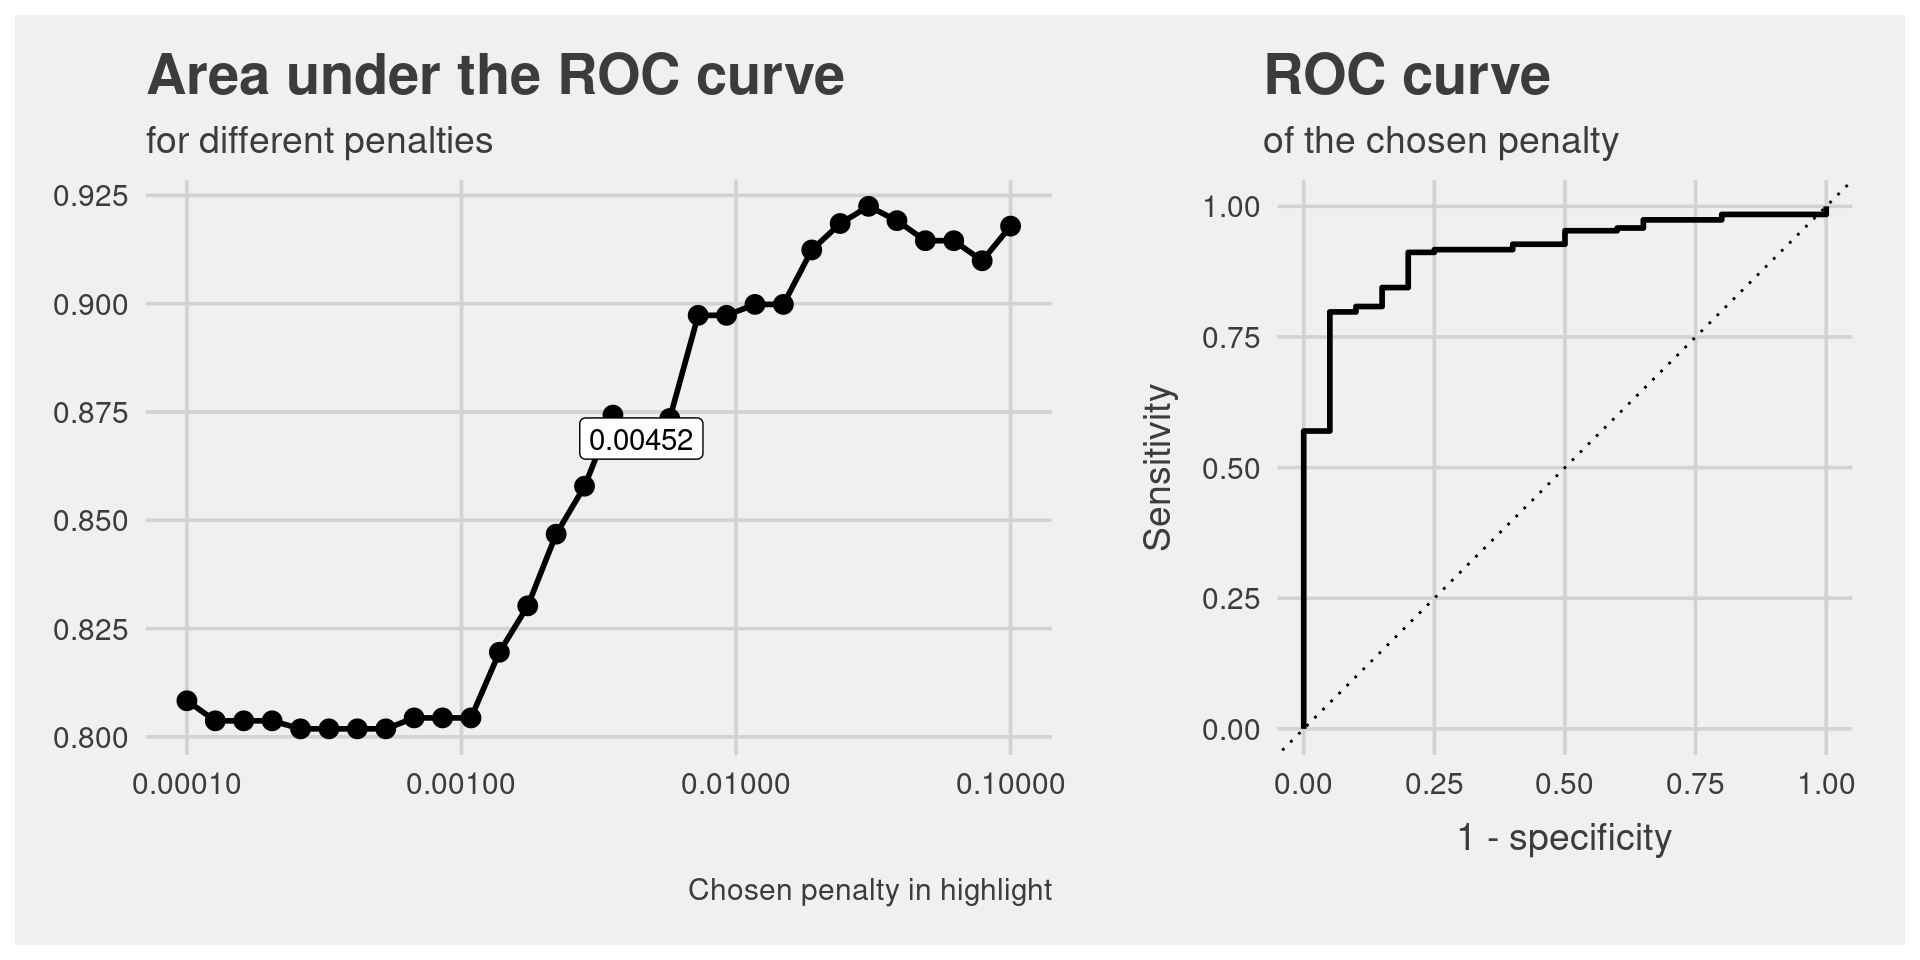 Area under the ROC curve
for different penalties
0.925
0.900
0.875
0.850
0.825
0.800
0.00452
0.00010 0.00100 0.01000 0.10000
Chosen penalty in highlight
ROC curve
of the chosen penalty
Sensitivity
1.00
0.75
0.50
0.25
0.00
0.00 0.25 0.50 0.75 1.00
1 - specificity